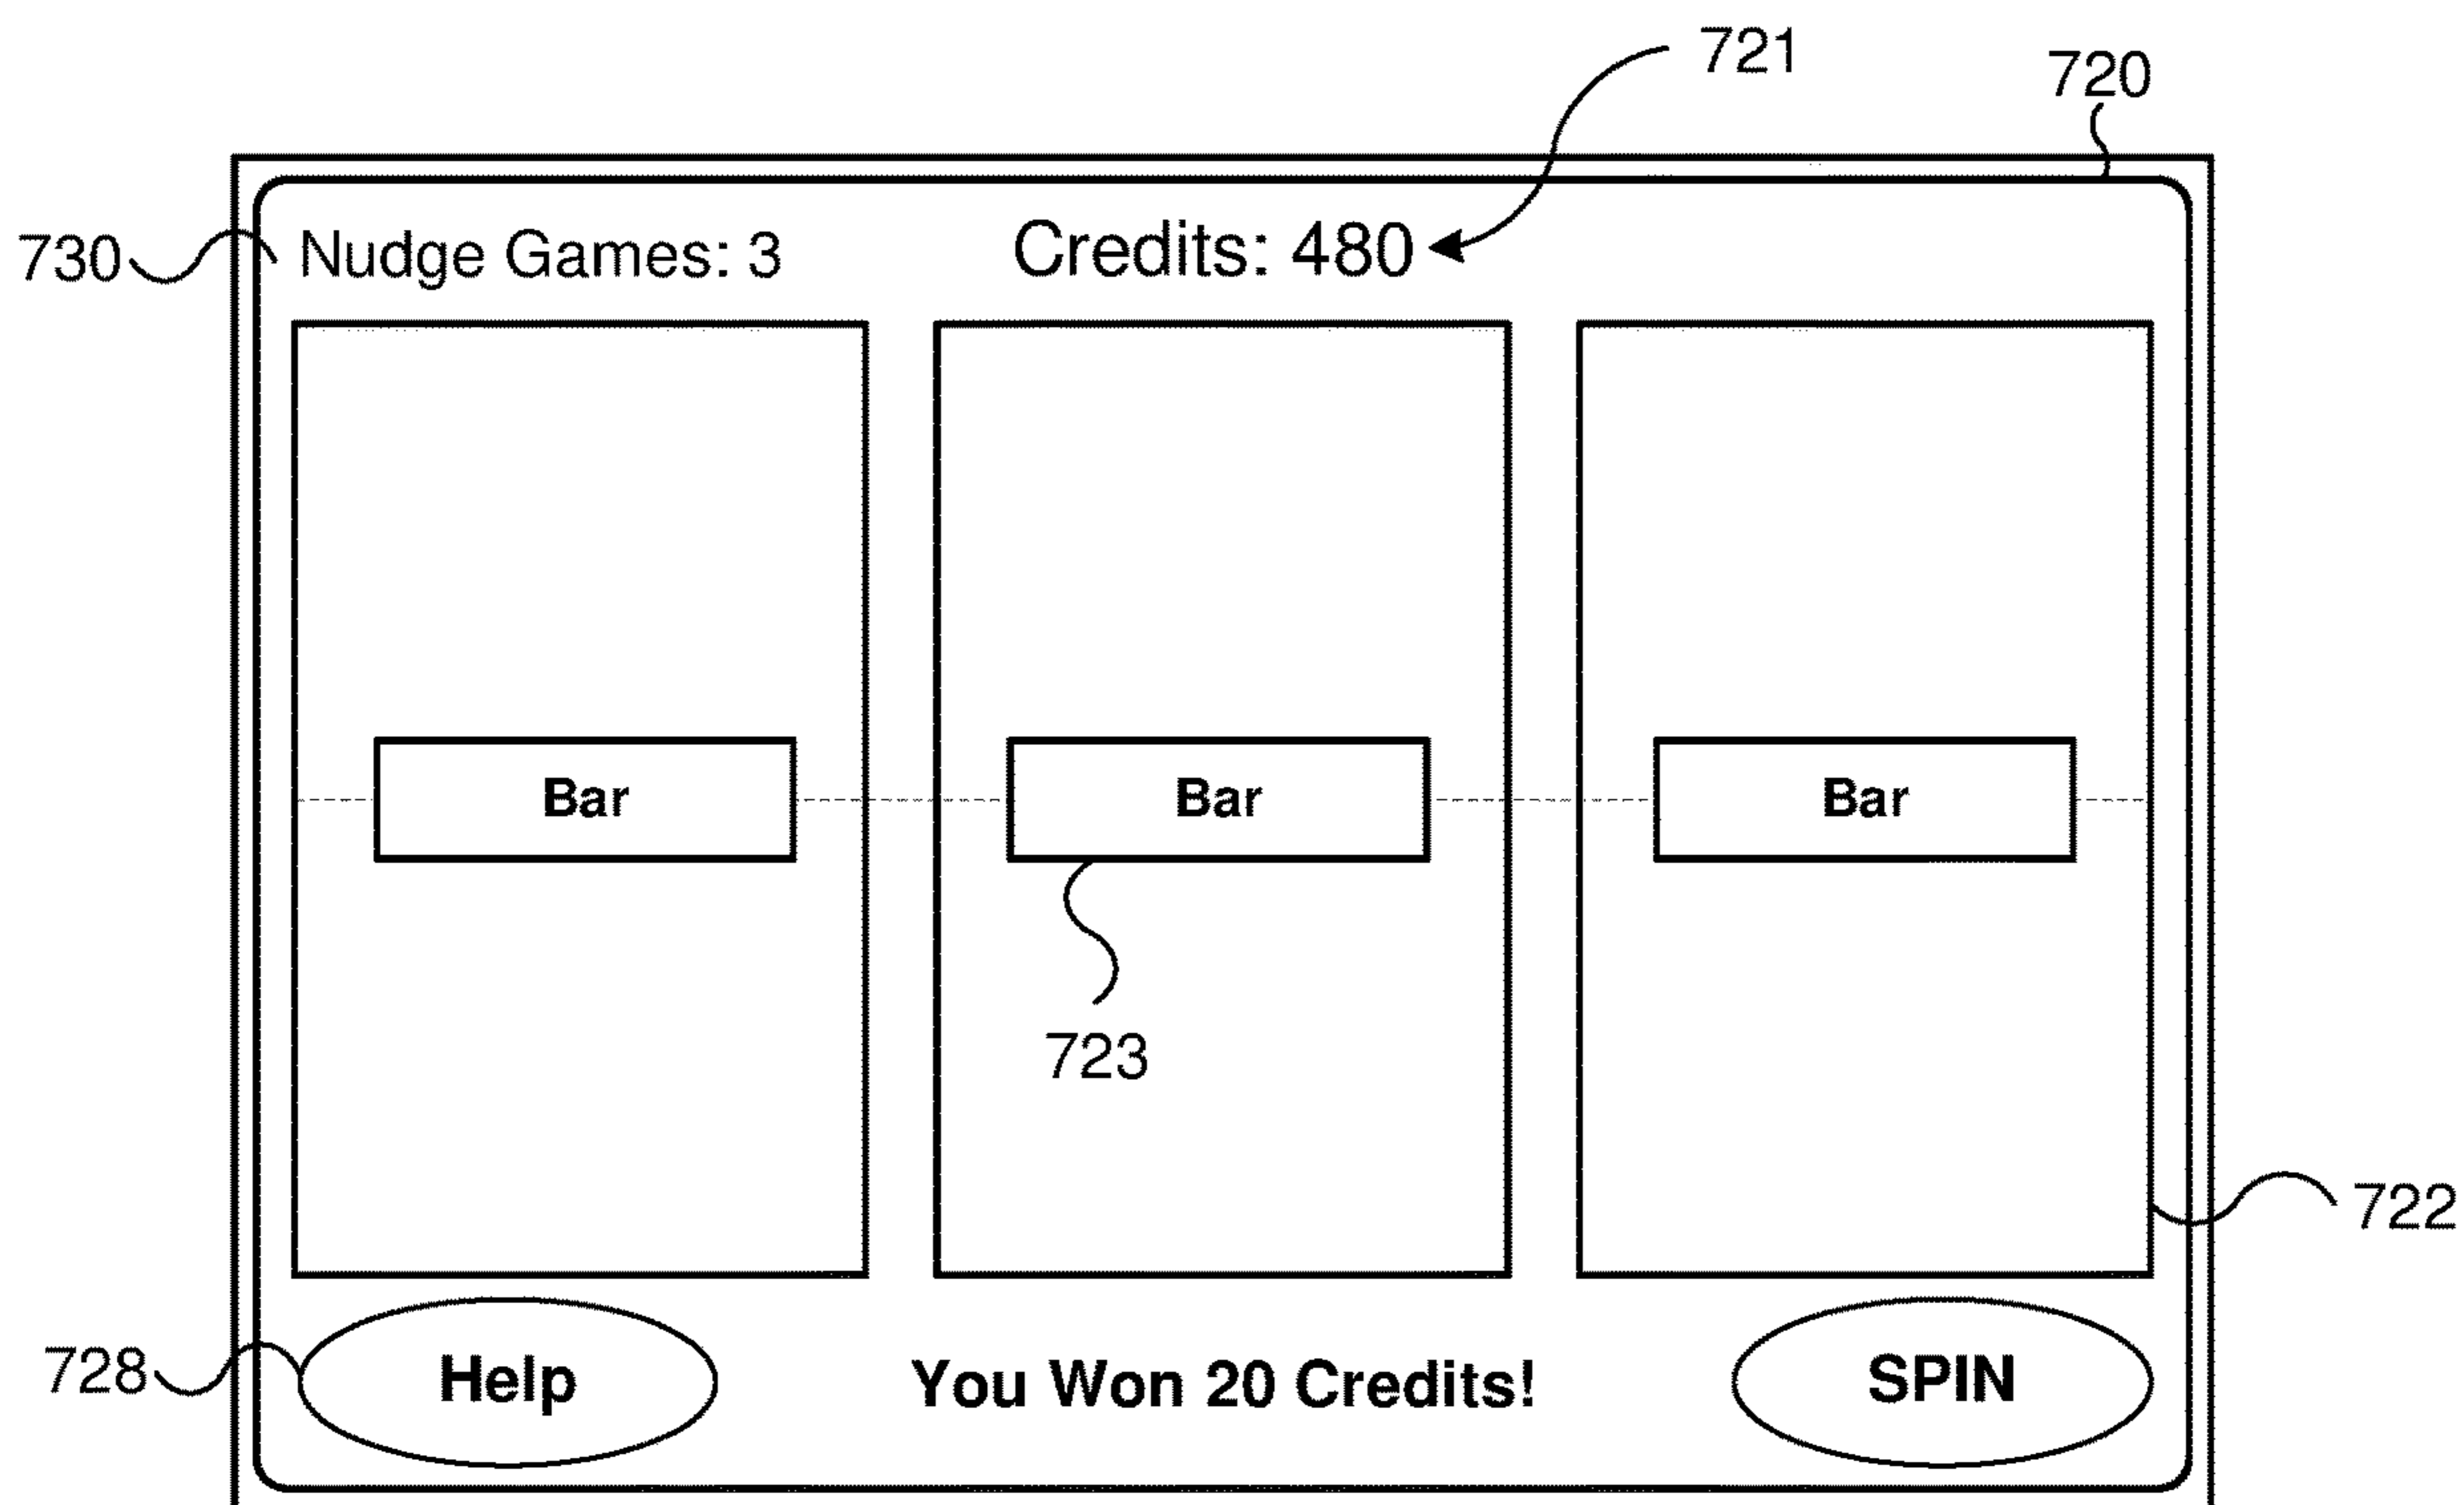 721
720
730
Nudge Games: 3
Credits: 480
Bar
Bar
Bar
723
722
728
Help
You Won 20 Credits!
SPIN